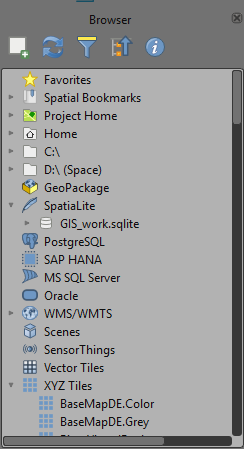 Browser
Favorites
Spatial Bookmarks
Project Home
Home
C:\
D:\ (Space)
GeoPackage
SpatiaLite
GIS_work.sqlite
PostgreSQL
SAP HANA
MS SQL Server
Oracle
WMS/WMTS
Scenes
SensorThings
Vector Tiles
XYZ Tiles
BaseMapDE.Color
BaseMapDE.Grey